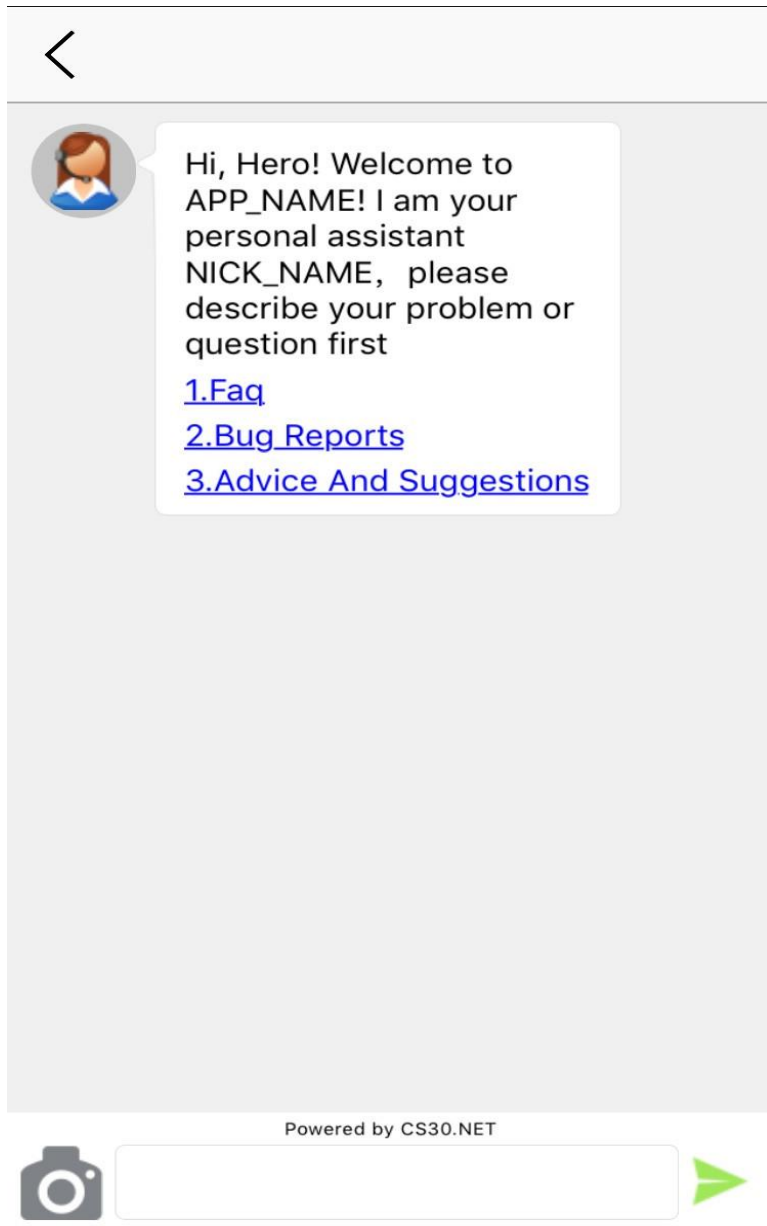 Hi, Hero! Welcome to
APP_NAME! I am your
personal assistant
NICK_NAME，please
describe your problem or
question first
1.Faq
2.Bug Reports
3.Advice And Suggestions
Powered by CS30.NET